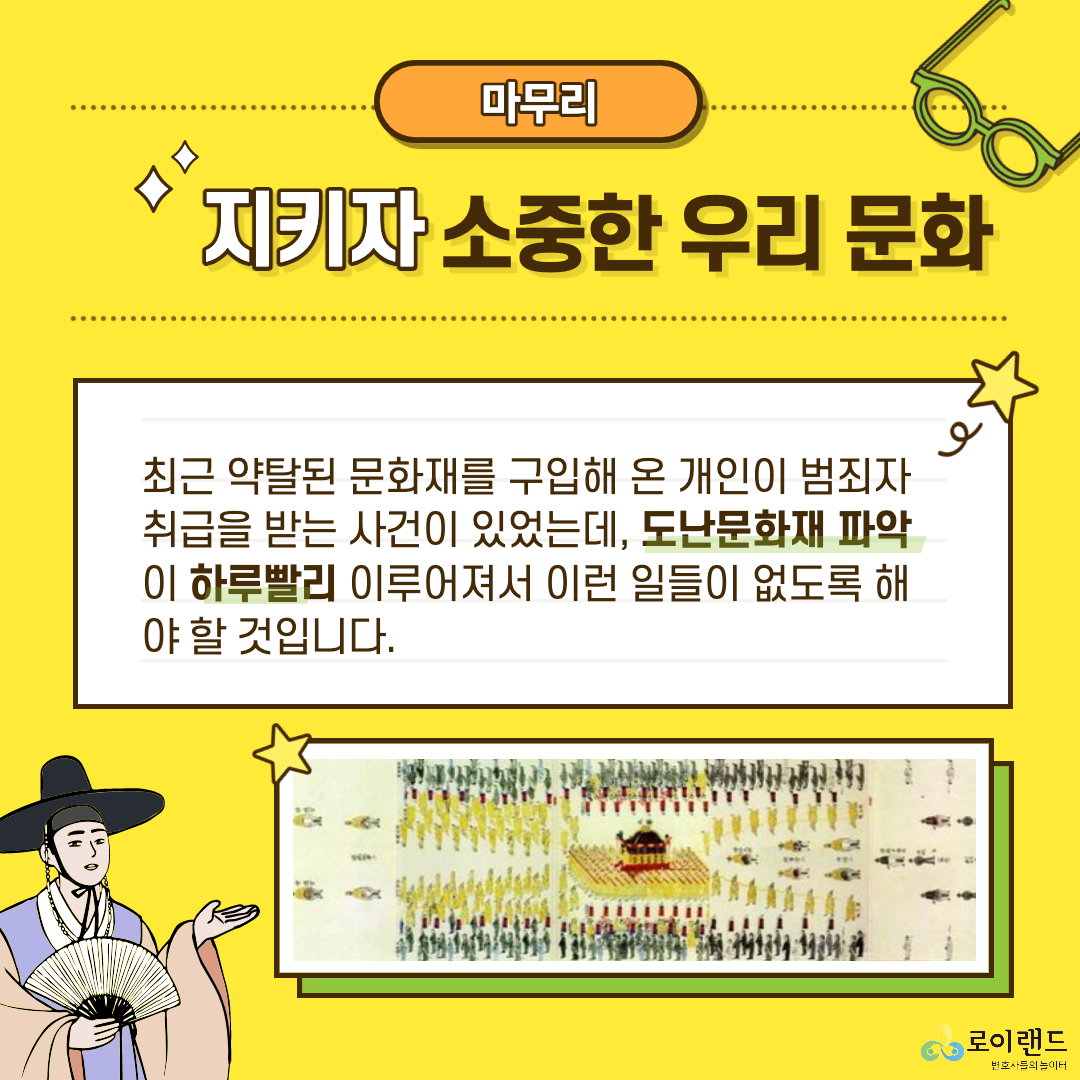 마무리
지키자 소중한 우리 문화
최근 약탈된 문화재를 구입해 온 개인이 범죄자
취급을 받는 사건이 있었는데, 도난문화재 파악
이 하루빨리 이루어져서 이런 일들이 없도록 해
야 할 것입니다.
로이랜드
변호사들의 놀이터